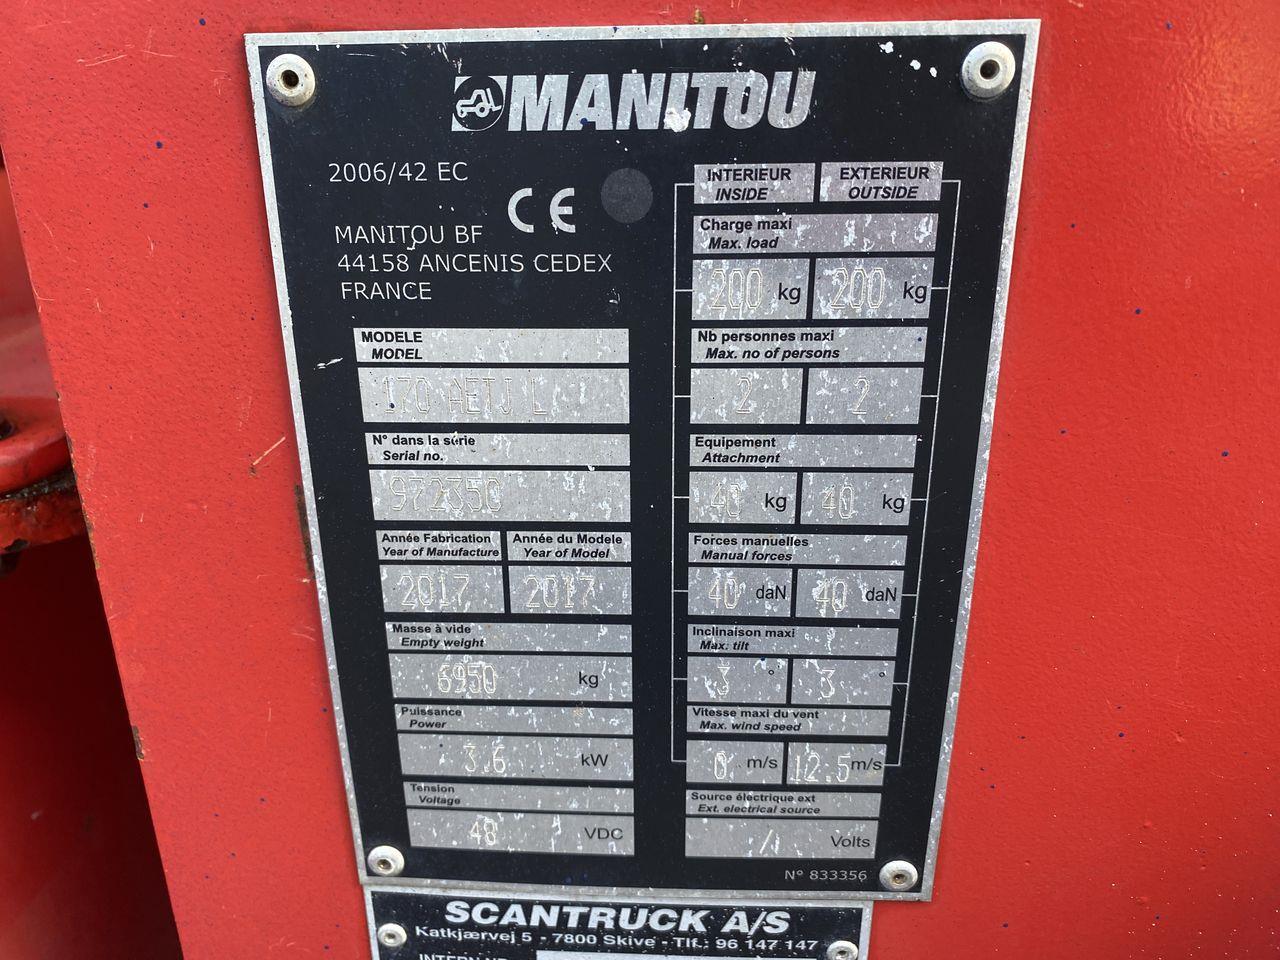 MANITOU
2006/42 EC
CE
MANITOU BF
44158 ANCENIS CEDEX
FRANCE
MODELE
MODEL
170 AETJ L
N° dans la série
Serial no.
972350
Année Fabrication
Year of Manufacture
Année du Modele
Year of Model
2017
2017
Masse à vide
Empty weight
6950 kg
Puissance
Power
3.6 kW
Tension
Voltage
48 VDC
INTERIEUR
INSIDE
EXTERIEUR
OUTSIDE
Charge maxi
Max. load
200 kg
200 kg
Nb personnes maxi
Max. no of persons
2
2
Equipement
Attachment
40 kg
40 kg
Forces manuelles
Manual forces
40 daN
40 daN
Inclinaison maxi
Max. tilt
3 °
3 °
Vitesse maxi du vent
Max. wind speed
0 m/s
12.5 m/s
Source électrique ext
Ext. electrical source
/ Volts
N° 833356
SCANTRUCK A/S
Katkjærvej 5 - 7800 Skive - Tlf.: 96 147 147